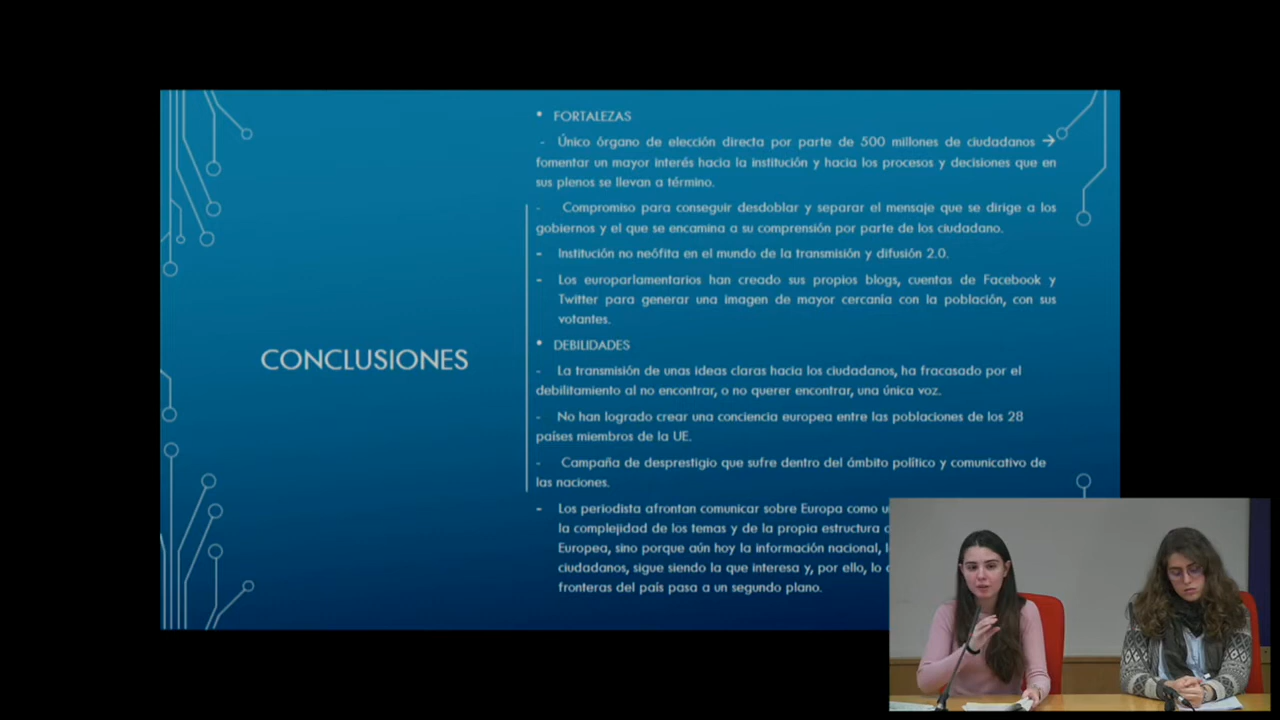 CONCLUSIONES
• FORTALEZAS
- Único órgano de elección directa por parte de 500 millones de ciudadanos →
fomentar un mayor interés hacia la institución y hacia los procesos y decisiones que en
sus plenos se llevan a término.
- Compromiso para conseguir desdoblar y separar el mensaje que se dirige a los
gobiernos y el que se encamina a su comprensión por parte de los ciudadano.
- Institución no neófita en el mundo de la transmisión y difusión 2.0.
- Los europarlamentarios han creado sus propios blogs, cuentas de Facebook y
Twitter para generar una imagen de mayor cercanía con la población, con sus
votantes.
• DEBILIDADES
- La transmisión de unas ideas claras hacia los ciudadanos, ha fracasado por el
debilitamiento al no encontrar, o no querer encontrar, una única voz.
- No han logrado crear una conciencia europea entre las poblaciones de los 28
países miembros de la UE.
- Campaña de desprestigio que sufre dentro del ámbito político y comunicativo de
las naciones.
- Los periodista afrontan comunicar sobre Europa como
la complejidad de los temas y de la propia estructura
Europea, sino porque aún hoy la información nacional,
ciudadanos, sigue siendo la que interesa y, por ello, lo
fronteras del país pasa a un segundo plano.